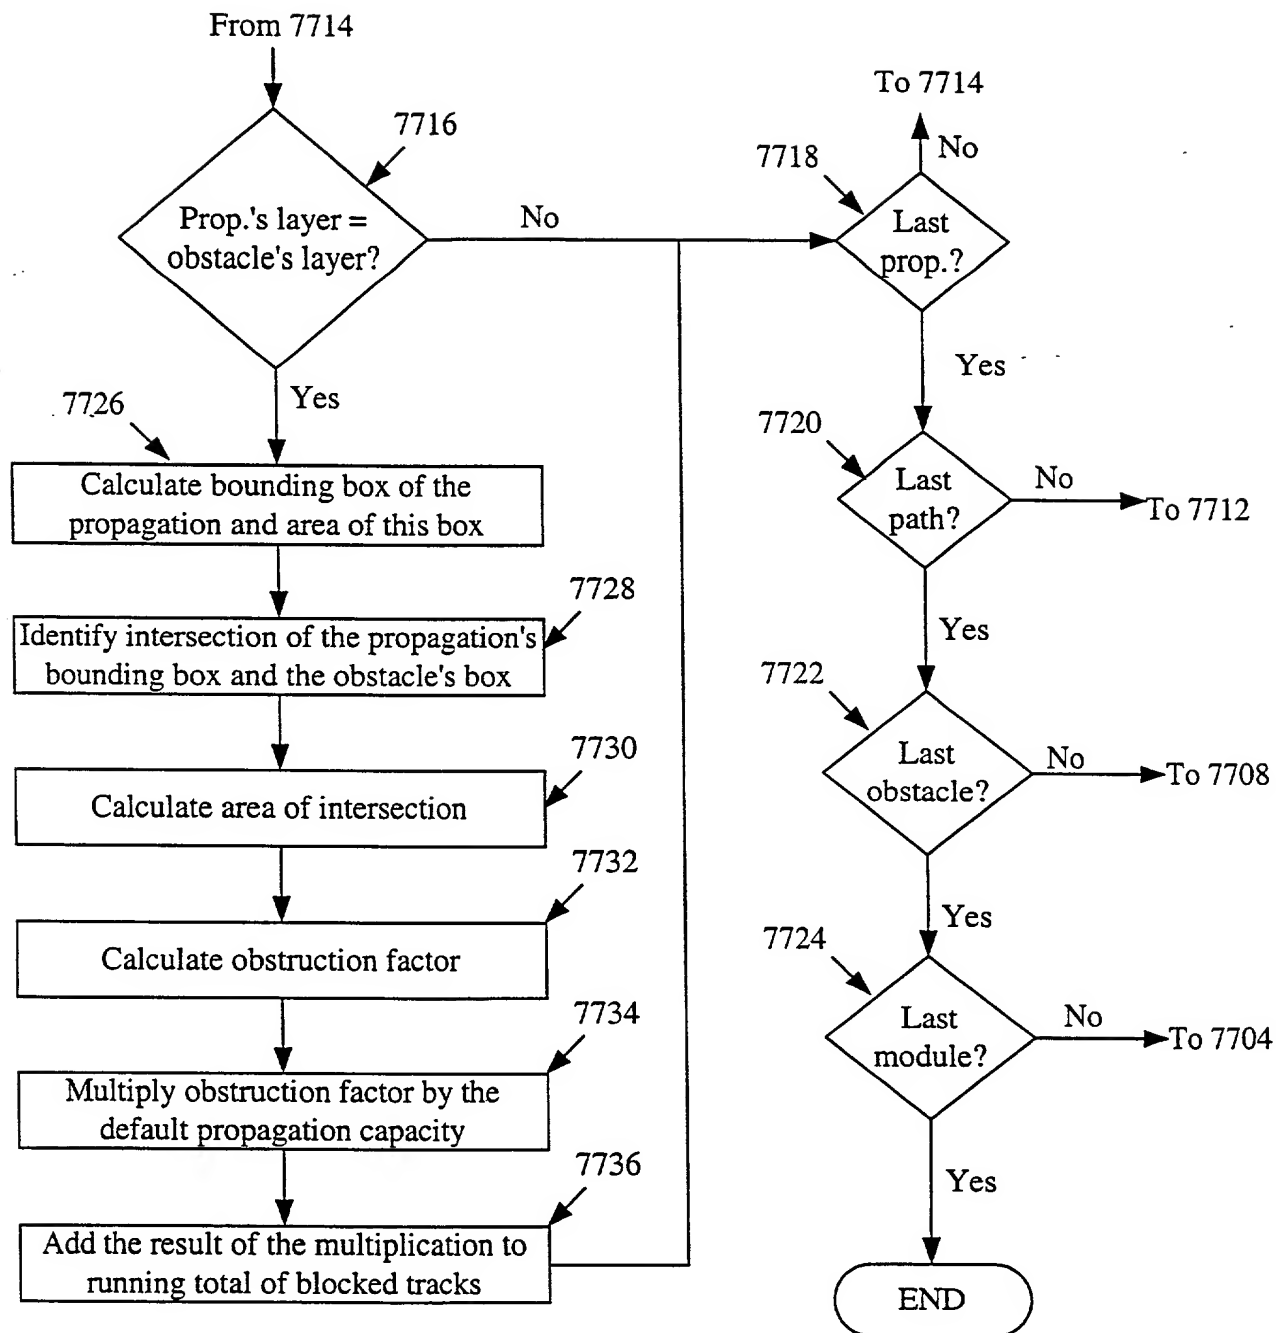 From 7714
7716
Prop.'s layer =
obstacle's layer?
No
Yes
7726
Calculate bounding box of the
propagation and area of this box
7728
Identify intersection of the propagation's
bounding box and the obstacle's box
7730
Calculate area of intersection
7732
Calculate obstruction factor
7734
Multiply obstruction factor by the
default propagation capacity
7736
Add the result of the multiplication to
running total of blocked tracks
To 7714
No
7718
Last
prop.?
Yes
7720
Last
path?
No
To 7712
Yes
7722
Last
obstacle?
No
To 7708
Yes
7724
Last
module?
No
To 7704
Yes
END